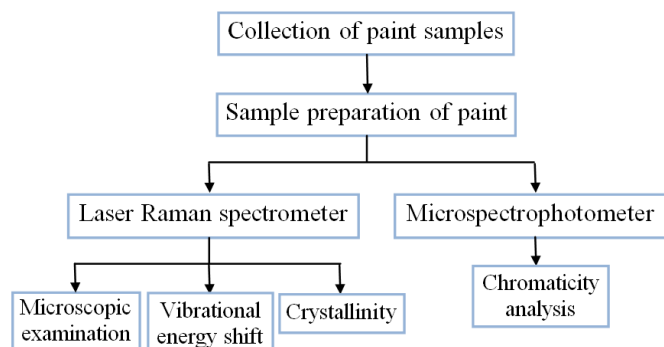 Collection of paint samples
Sample preparation of paint
Laser Raman spectrometer
Microspectrophotometer
Microscopic
examination
Vibrational
energy shift
Crystallinity
Chromaticity
analysis